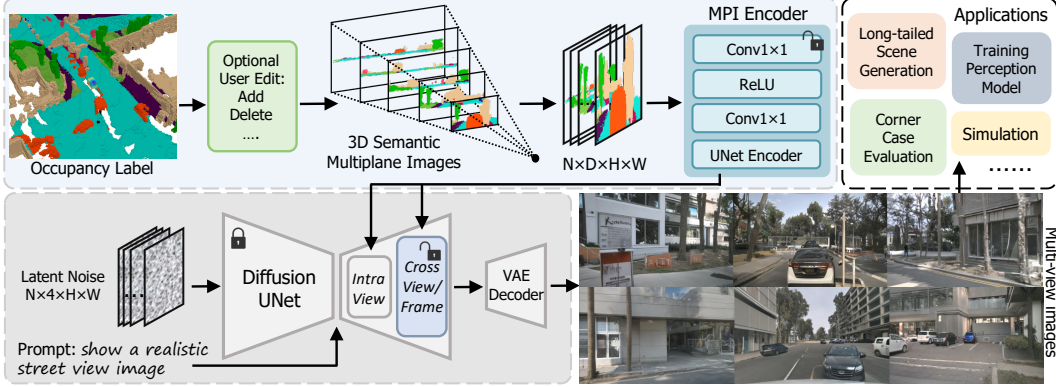 Occupancy Label
Optional
User Edit:
Add
Delete
....
3D Semantic
Multiplane Images
N×D×H×W
MPI Encoder
Conv1×1
ReLU
Conv1×1
UNet Encoder
Applications
Long-tailed
Scene
Generation
Training
Perception
Model
Corner
Case
Evaluation
Simulation
......
Latent Noise
N×4×H×W
...
Diffusion
UNet
Intra
View
Cross
View/
Frame
VAE
Decoder
Prompt: show a realistic
street view image
Multi-view images